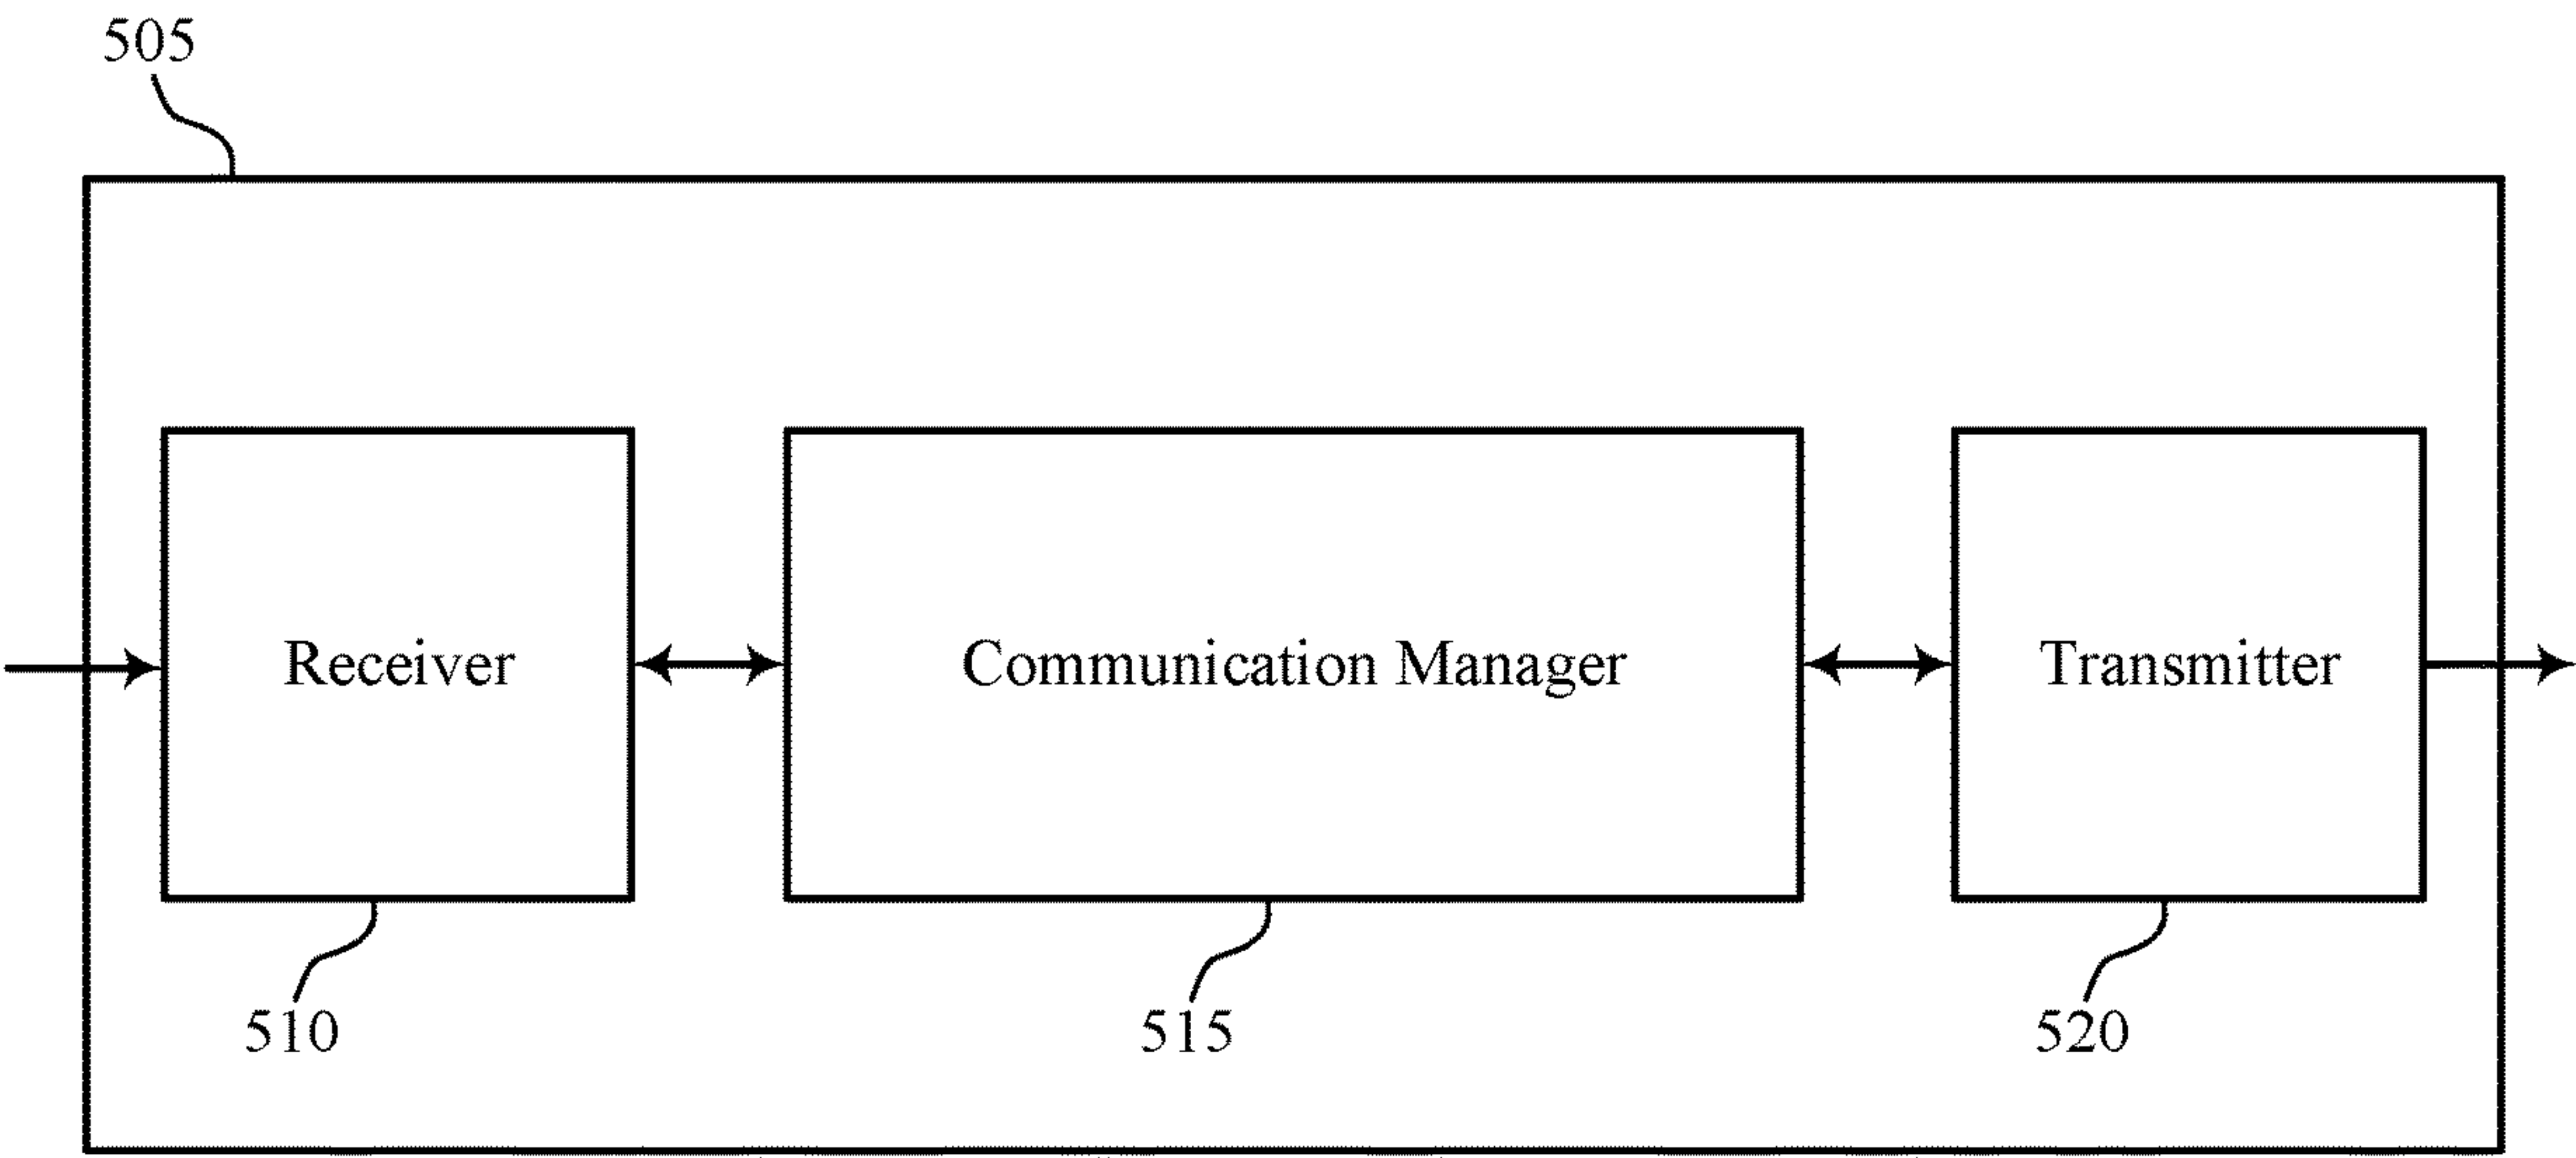 505
Receiver
Communication Manager
Transmitter
510
515
520